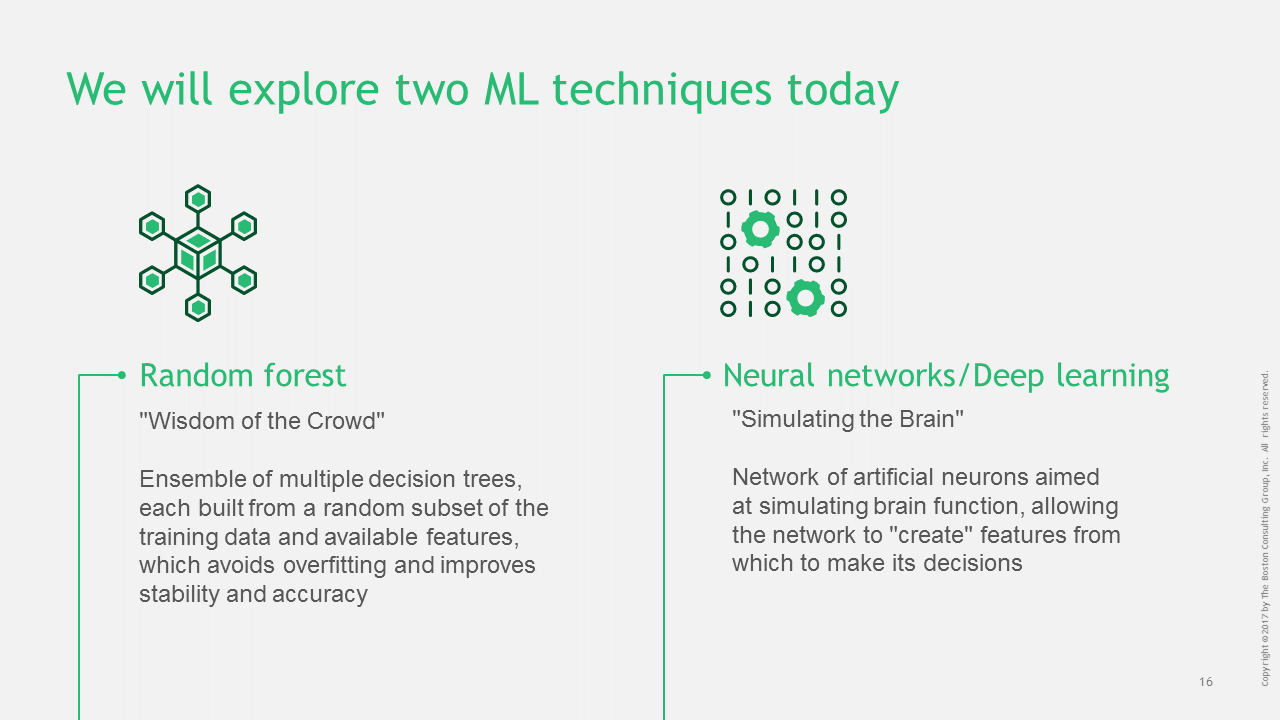 We will explore two ML techniques today
Random forest
"Wisdom of the Crowd"
Ensemble of multiple decision trees,
each built from a random subset of the
training data and available features,
which avoids overfitting and improves
stability and accuracy
Neural networks/Deep learning
"Simulating the Brain"
Network of artificial neurons aimed
at simulating brain function, allowing
the network to "create" features from
which to make its decisions
Copyright © 2017 by The Boston Consulting Group, Inc. All rights reserved.
16